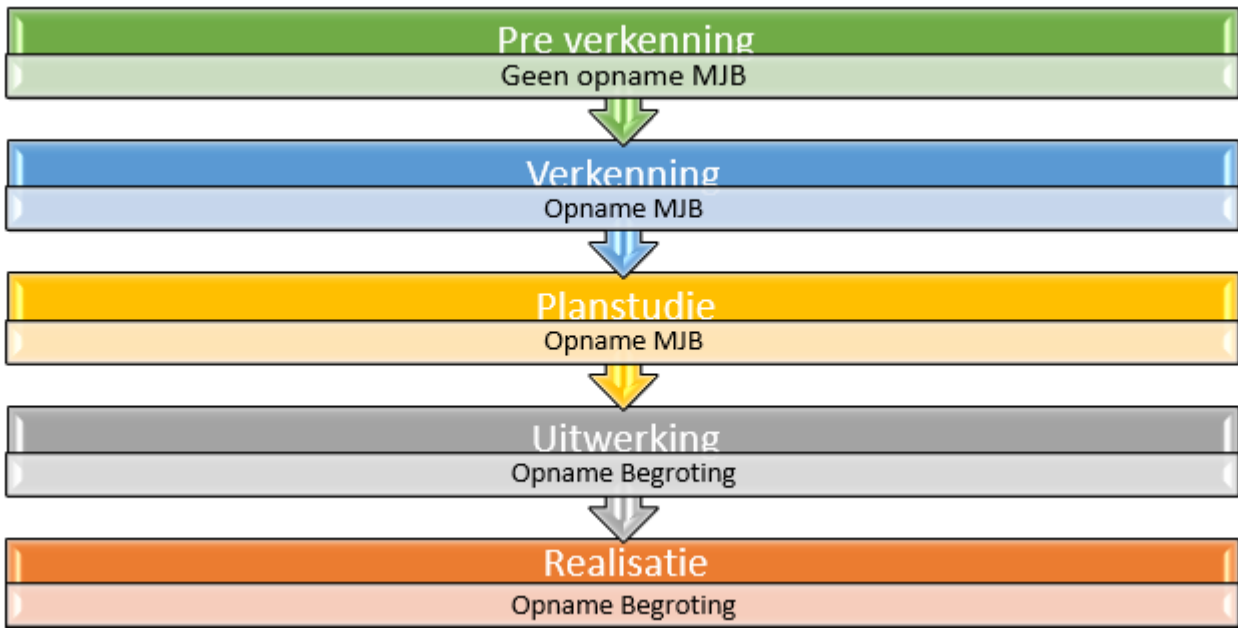 Pre verkenning
Geen opname MJB
Verkenning
Opname MJB
Planstudie
Opname MJB
Uitwerking
Opname Begroting
Realisatie
Opname Begroting